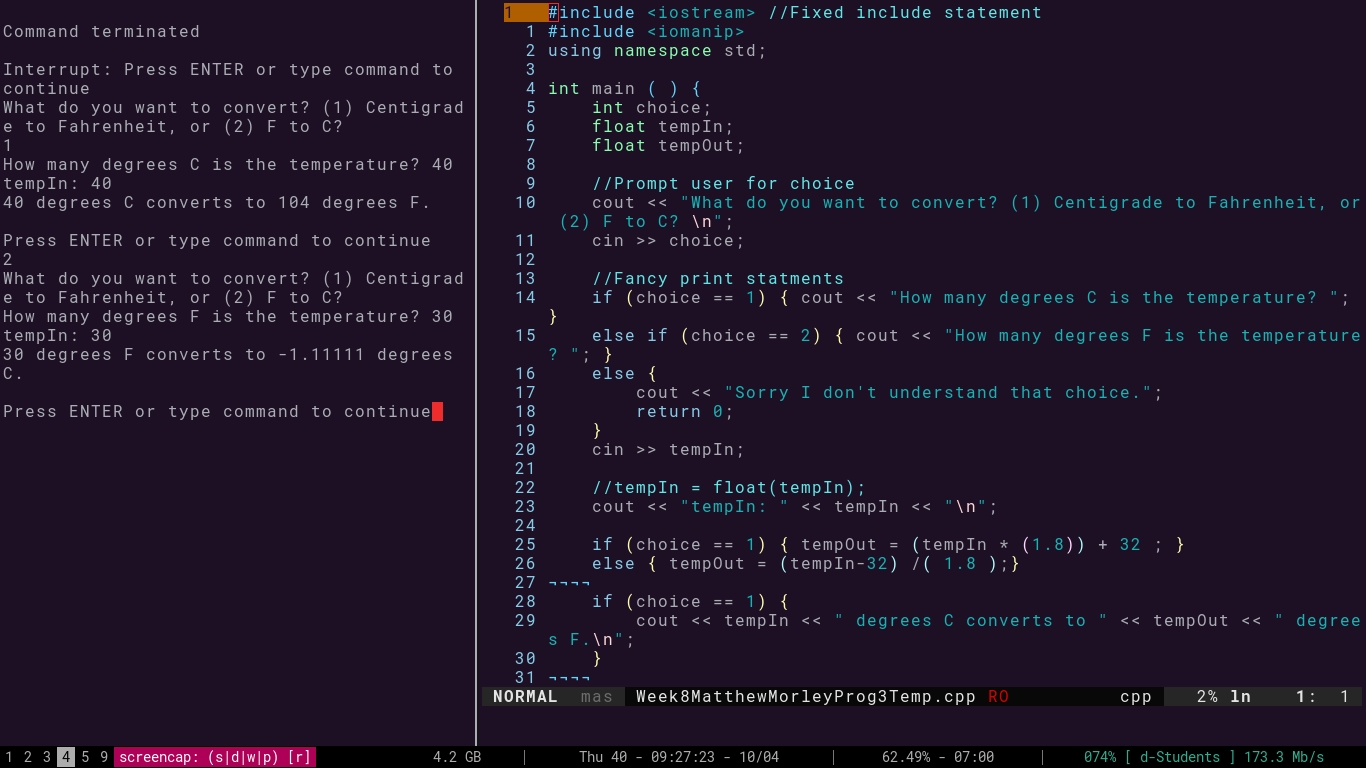 Command terminated
Interrupt: Press ENTER or type command to
continue
What do you want to convert? (1) Centigrad
e to Fahrenheit, or (2) F to C?
1
How many degrees C is the temperature? 40
tempIn: 40
40 degrees C converts to 104 degrees F.
Press ENTER or type command to continue
2
What do you want to convert? (1) Centigrad
e to Fahrenheit, or (2) F to C?
How many degrees F is the temperature? 30
tempIn: 30
30 degrees F converts to -1.11111 degrees
C.
Press ENTER or type command to continue
1 #include <iostream> //Fixed include statement
1 #include <iomanip>
2 using namespace std;
3
4 int main ( ) {
5 int choice;
6 float tempIn;
7 float tempOut;
8
9 //Prompt user for choice
10 cout << "What do you want to convert? (1) Centigrade to Fahrenheit, or
(2) F to C? \n";
11 cin >> choice;
12
13 //Fancy print statments
14 if (choice == 1) { cout << "How many degrees C is the temperature? ";
}
15 else if (choice == 2) { cout << "How many degrees F is the temperature
? "; }
16 else {
17 cout << "Sorry I don't understand that choice.";
18 return 0;
19 }
20 cin >> tempIn;
21
22 //tempIn = float(tempIn);
23 cout << "tempIn: " << tempIn << "\n";
24
25 if (choice == 1) { tempOut = (tempIn * (1.8)) + 32 ; }
26 else { tempOut = (tempIn-32) /( 1.8 );}
27 ¬¬¬¬
28 if (choice == 1) {
29 cout << tempIn << " degrees C converts to " << tempOut << " degree
s F.\n";
30 }
31 ¬¬¬¬
NORMAL mas Week8MatthewMorleyProg3Temp.cpp RO cpp 2% ln 1: 1
1 2 3 4 5 9 screencap: (s|d|w|p) [r] 4.2 GB | Thu 40 - 09:27:23 - 10/04 | 62.49% - 07:00 | 074% [ d-Students ] 173.3 Mb/s